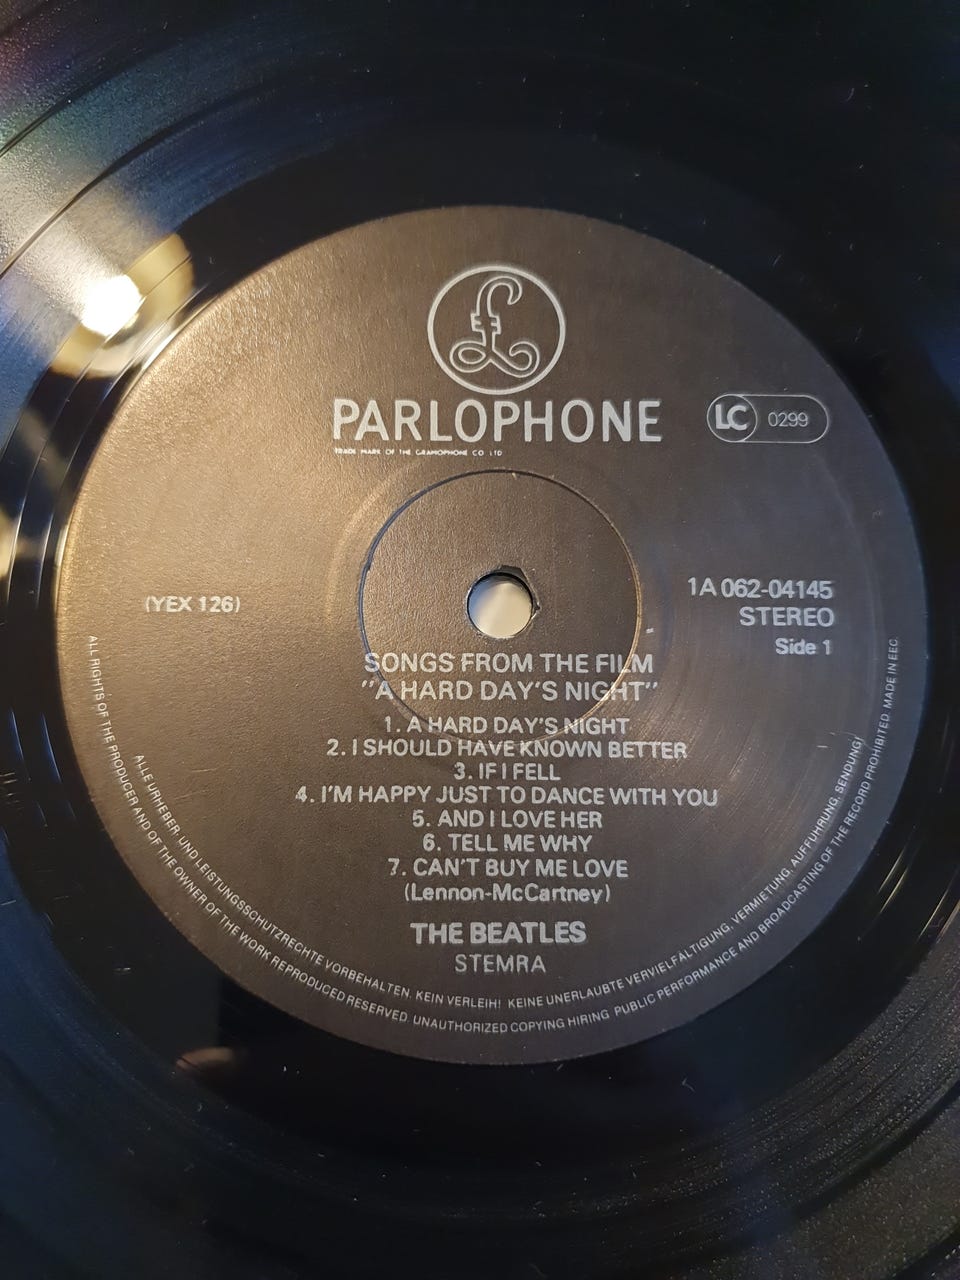 £
PARLOPHONE
TRADE MARK OF THE GRAMOPHONE CO LTD
LC 0299
(YEX 126)
1A 062-04145
STEREO
Side 1
SONGS FROM THE FILM
"A HARD DAY'S NIGHT"
1. A HARD DAY'S NIGHT
2. I SHOULD HAVE KNOWN BETTER
3. IF I FELL
4. I'M HAPPY JUST TO DANCE WITH YOU
5. AND I LOVE HER
6. TELL ME WHY
7. CAN'T BUY ME LOVE
(Lennon-McCartney)
THE BEATLES
STEMRA
ALLE URHEBER- UND LEISTUNGSSCHUTZRECHTE VORBEHALTEN. KEIN VERLEIH! KEINE UNERLAUBTE VERVIELFÄLTIGUNG, VERMIETUNG, AUFFÜHRUNG, SENDUNG!
ALL RIGHTS OF THE PRODUCER AND OF THE OWNER OF THE WORK REPRODUCED RESERVED. UNAUTHORIZED COPYING HIRING PUBLIC PERFORMANCE AND BROADCASTING OF THE RECORD PROHIBITED. MADE IN EEC.